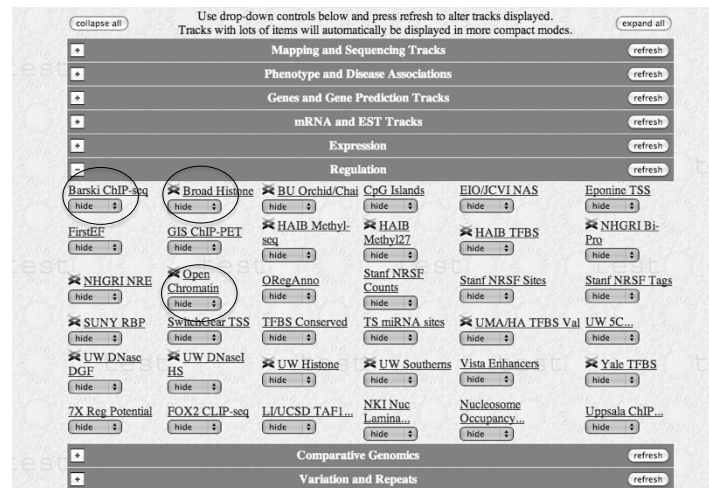 collapse all
Use drop-down controls below and press refresh to alter tracks displayed.
Tracks with lots of items will automatically be displayed in more compact modes.
expand all
+ Mapping and Sequencing Tracks refresh
+ Phenotype and Disease Associations refresh
+ Genes and Gene Prediction Tracks refresh
+ mRNA and EST Tracks refresh
+ Expression refresh
- Regulation refresh
Barski ChIP-seq Broad Histone BU Orchid/Chai CpG Islands EIO/JCVI NAS Eponine TSS
hide hide hide hide hide hide
FirstEF GIS ChIP-PET HAIB Methyl-seq HAIB Methyl27 HAIB TFBS NHGRI Bi-Pro
hide hide hide hide hide hide
NHGRI NRE Open Chromatin ORegAnno Stanf NRSF Counts Stanf NRSF Sites Stanf NRSF Tags
hide hide hide hide hide hide
SUNY RBP SwitchGear TSS TFBS Conserved TS miRNA sites UMA/HA TFBS Val UW 5C...
hide hide hide hide hide hide
UW DNase DGF UW DNaseI HS UW Histone UW Southerns Vista Enhancers Yale TFBS
hide hide hide hide hide hide
7X Reg Potential FOX2 CLIP-seq LI/UCSD TAF1... NKI Nuc Lamina... Nucleosome Occupancy... Uppsala ChIP...
hide hide hide hide hide hide
+ Comparative Genomics refresh
+ Variation and Repeats refresh